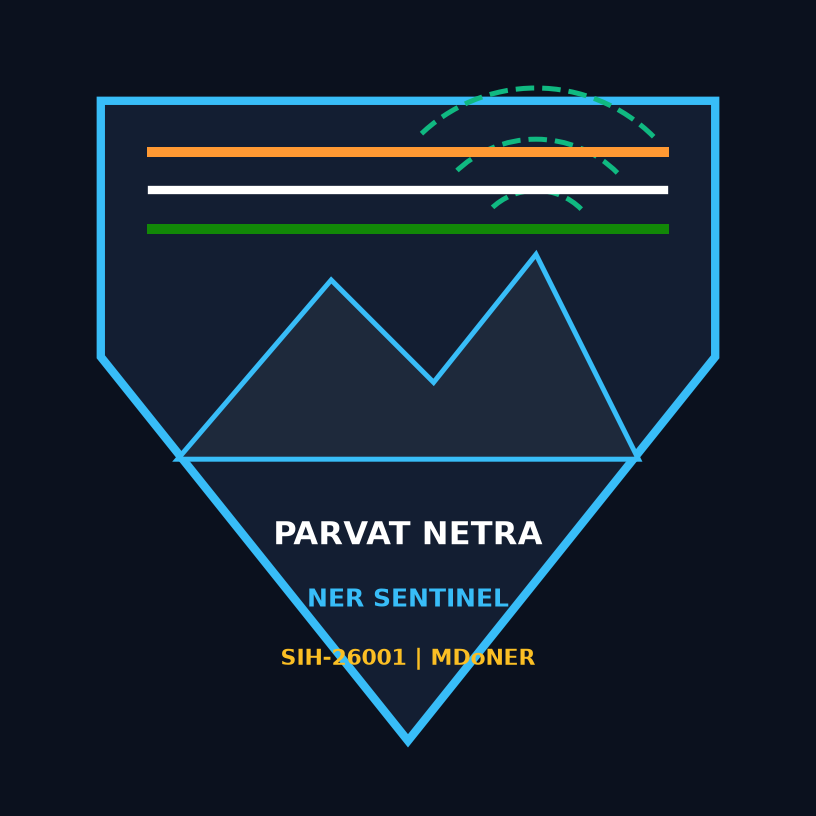 PARVAT NETRA
NER SENTINEL
SIH-26001 | MDoNER